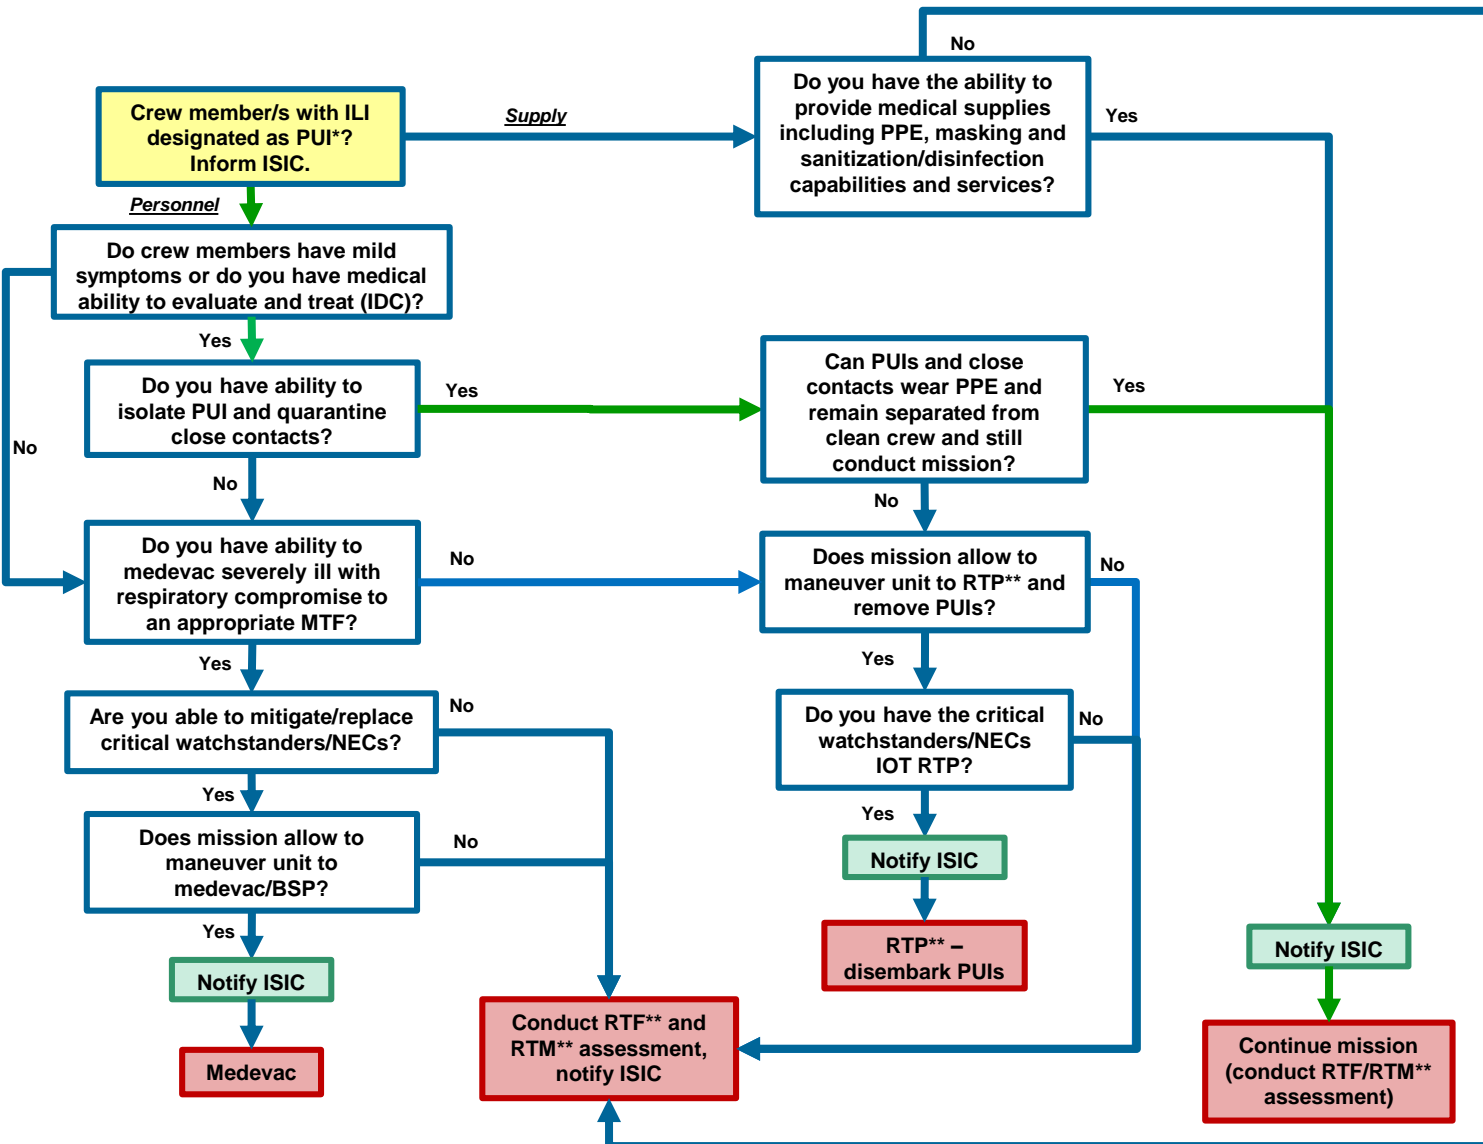 No
Do you have the ability to
provide medical supplies
including PPE, masking and
sanitization/disinfection
capabilities and services?
Yes
Crew member/s with ILI
designated as PUI*?
Inform ISIC.
Supply
Personnel
Do crew members have mild
symptoms or do you have medical
ability to evaluate and treat (IDC)?
Yes
No
Do you have ability to
isolate PUI and quarantine
close contacts?
Yes
Can PUIs and close
contacts wear PPE and
remain separated from
clean crew and still
conduct mission?
Yes
No
No
Do you have ability to
medevac severely ill with
respiratory compromise to
an appropriate MTF?
No
Does mission allow to
maneuver unit to RTP** and
remove PUIs?
No
Yes
Yes
Are you able to mitigate/replace
critical watchstanders/NECs?
No
Do you have the critical
watchstanders/NECs
IOT RTP?
No
Yes
Yes
Does mission allow to
maneuver unit to
medevac/BSP?
No
Notify ISIC
Yes
RTP** –
disembark PUIs
Notify ISIC
Notify ISIC
Medevac
Conduct RTF** and
RTM** assessment,
notify ISIC
Continue mission
(conduct RTF/RTM**
assessment)